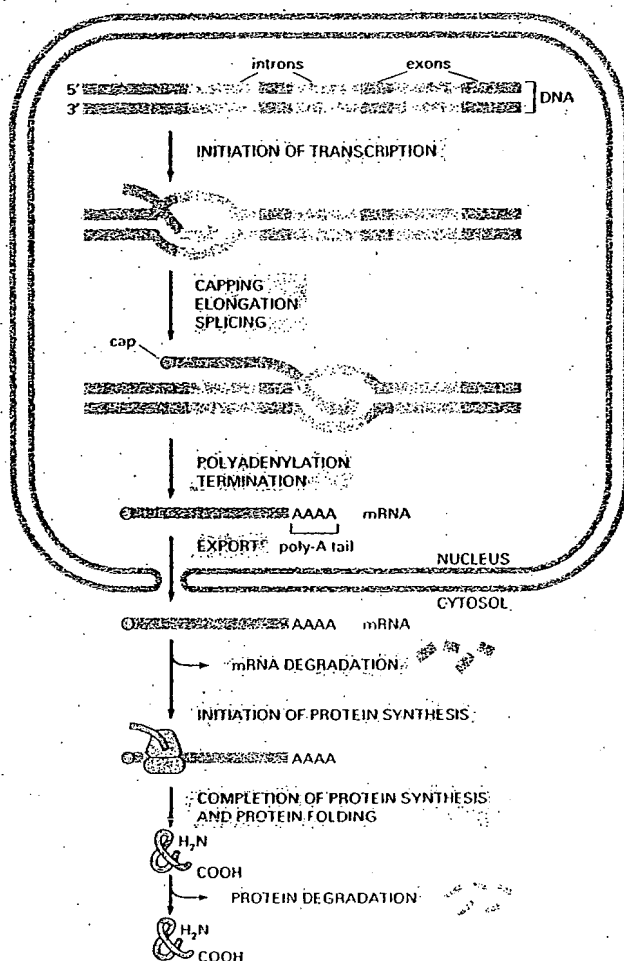 introns exons
5'
3'
DNA
INITIATION OF TRANSCRIPTION
CAPPING
ELONGATION
SPLICING
cap
POLYADENYLATION
TERMINATION
AAAA mRNA
EXPORT poly-A tail
NUCLEUS
CYTOSOL
AAAA mRNA
mRNA DEGRADATION
INITIATION OF PROTEIN SYNTHESIS
AAAA
COMPLETION OF PROTEIN SYNTHESIS
AND PROTEIN FOLDING
H₂N
COOH
PROTEIN DEGRADATION
H₂N
COOH